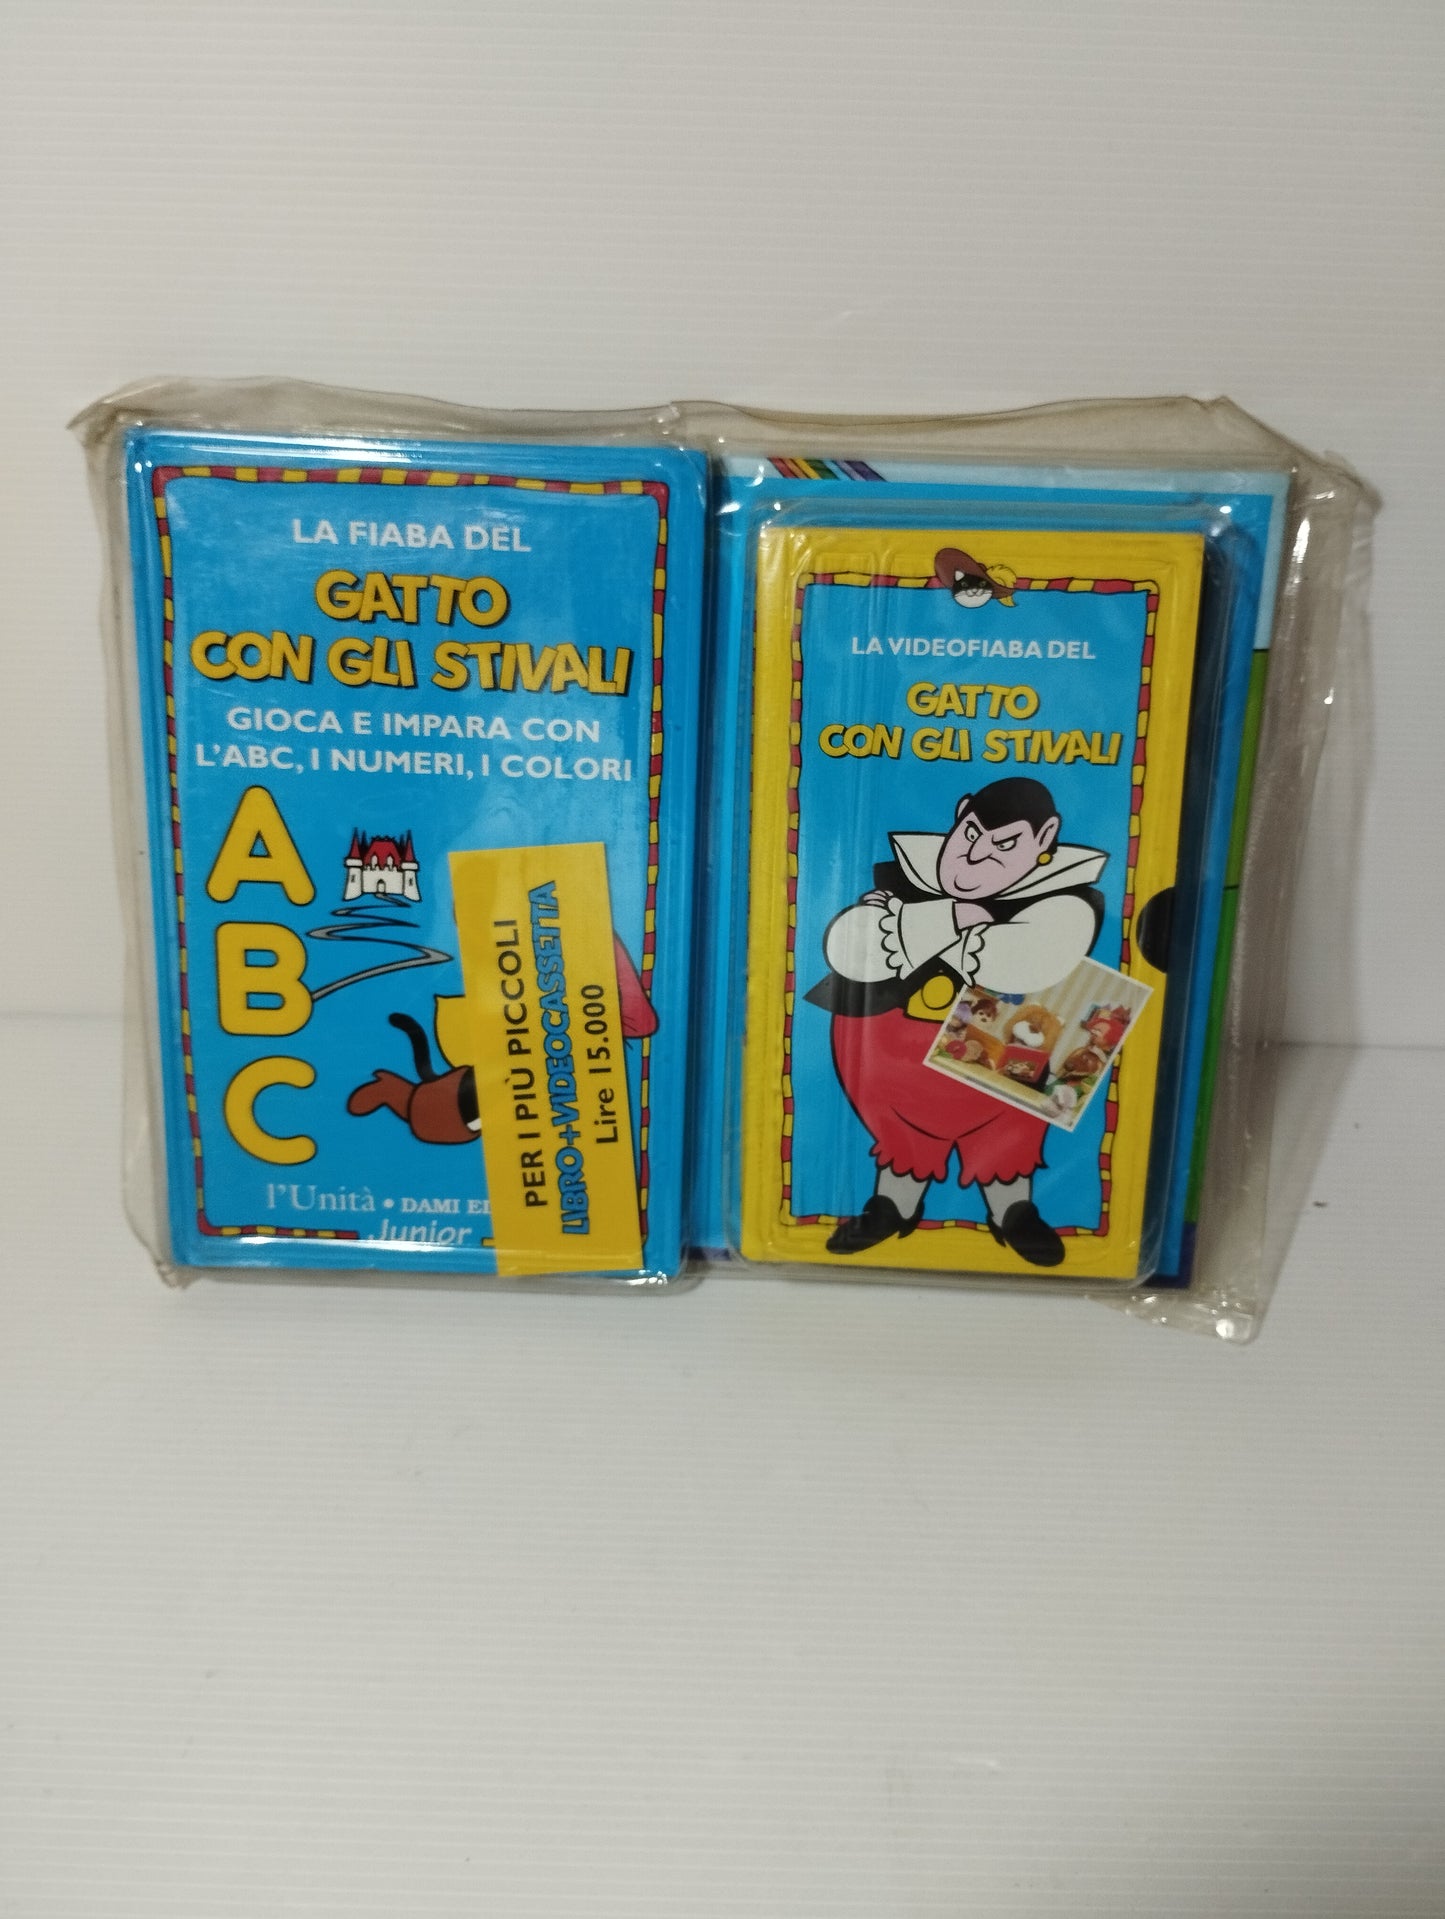 LA FIABA DEL
GATTO
CON GLI STIVALI
GIOCA E IMPARA CON
L'ABC, I NUMERI, I COLORI
A
B
C
PER I PIÙ PICCOLI
LIBRO+VIDEOCASSETTA
Lire 15.000
l'Unità • DAMI
Junior
LA VIDEOFIABA DEL
GATTO
CON GLI STIVALI